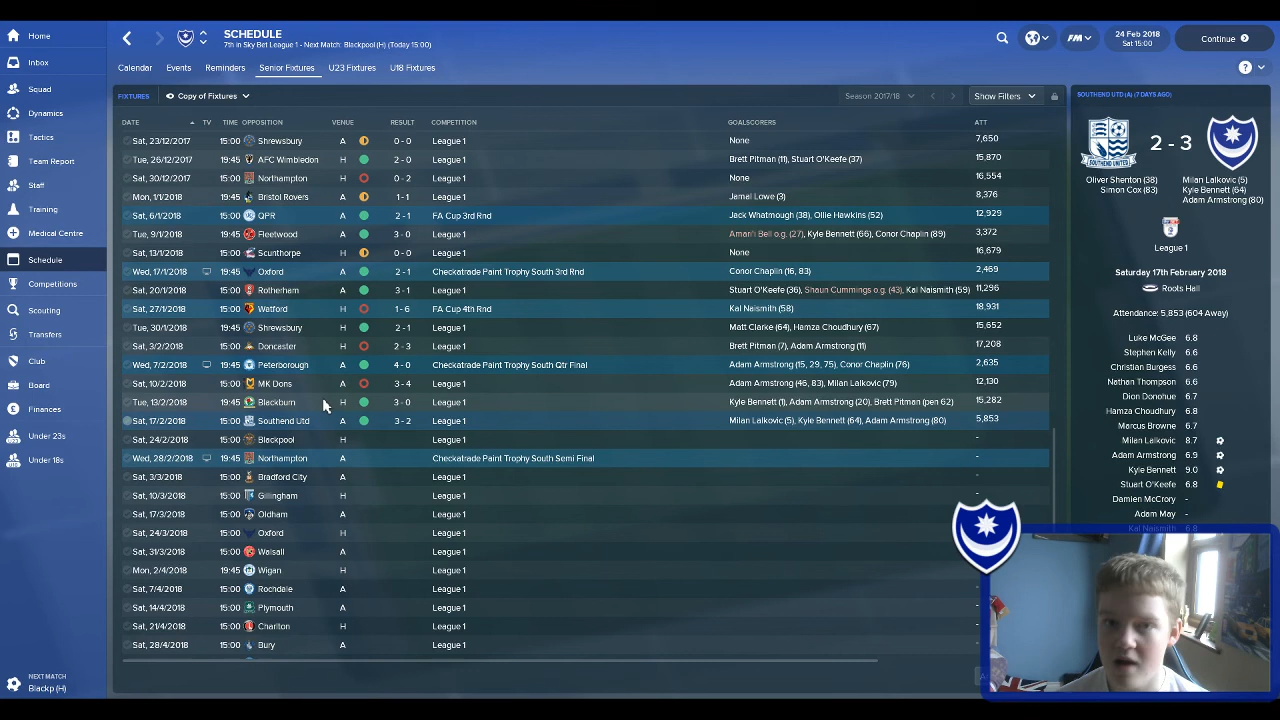 Home
Inbox
Squad
Dynamics
Tactics
Team Report
Staff
Training
Medical Centre
Schedule
Competitions
Scouting
Transfers
Club
Board
Finances
Under 23s
Under 18s
NEXT MATCH
Blackp (H)
SCHEDULE
7th in Sky Bet League 1 - Next Match: Blackpool (H) (Today 15:00)
FM
24 Feb 2018
Sat 15:00
Continue
Calendar Events Reminders Senior Fixtures U23 Fixtures U18 Fixtures
FIXTURES Copy of Fixtures Season 2017/18 Show Filters
DATE TV TIME OPPOSITION VENUE RESULT COMPETITION GOALSCORERS ATT
Sat, 23/12/2017 15:00 Shrewsbury A 0 - 0 League 1 None 7,650
Tue, 26/12/2017 19:45 AFC Wimbledon H 2 - 0 League 1 Brett Pitman (11), Stuart O'Keefe (37) 15,870
Sat, 30/12/2017 15:00 Northampton H 0 - 2 League 1 None 16,554
Mon, 1/1/2018 19:45 Bristol Rovers A 1 - 1 League 1 Jamal Lowe (3) 8,376
Sat, 6/1/2018 15:00 QPR A 2 - 1 FA Cup 3rd Rnd Jack Whatmough (38), Ollie Hawkins (52) 12,929
Tue, 9/1/2018 19:45 Fleetwood A 3 - 0 League 1 Amari'i Bell o.g. (27), Kyle Bennett (66), Conor Chaplin (89) 3,372
Sat, 13/1/2018 15:00 Scunthorpe H 0 - 0 League 1 None 16,679
Wed, 17/1/2018 19:45 Oxford A 2 - 1 Checkatrade Paint Trophy South 3rd Rnd Conor Chaplin (16, 83) 2,469
Sat, 20/1/2018 15:00 Rotherham A 3 - 1 League 1 Stuart O'Keefe (36), Shaun Cummings o.g. (43), Kal Naismith (59) 11,296
Sat, 27/1/2018 15:00 Watford H 1 - 6 FA Cup 4th Rnd Kal Naismith (58) 18,931
Tue, 30/1/2018 19:45 Shrewsbury H 2 - 1 League 1 Matt Clarke (64), Hamza Choudhury (67) 15,652
Sat, 3/2/2018 15:00 Doncaster H 2 - 3 League 1 Brett Pitman (7), Adam Armstrong (11) 17,208
Wed, 7/2/2018 19:45 Peterborough A 4 - 0 Checkatrade Paint Trophy South Qtr Final Adam Armstrong (15, 29, 75), Conor Chaplin (76) 2,635
Sat, 10/2/2018 15:00 MK Dons A 3 - 4 League 1 Adam Armstrong (46, 83), Milan Lalkovic (79) 12,130
Tue, 13/2/2018 19:45 Blackburn H 3 - 0 League 1 Kyle Bennett (1), Adam Armstrong (20), Brett Pitman (pen 62) 15,282
Sat, 17/2/2018 15:00 Southend Utd A 3 - 2 League 1 Milan Lalkovic (5), Kyle Bennett (64), Adam Armstrong (80) 5,853
Sat, 24/2/2018 15:00 Blackpool H League 1 -
Wed, 28/2/2018 19:45 Northampton A Checkatrade Paint Trophy South Semi Final -
Sat, 3/3/2018 15:00 Bradford City A League 1 -
Sat, 10/3/2018 15:00 Gillingham H League 1 -
Sat, 17/3/2018 15:00 Oldham A League 1
Sat, 24/3/2018 15:00 Oxford H League 1
Sat, 31/3/2018 15:00 Walsall A League 1
Mon, 2/4/2018 19:45 Wigan H League 1
Sat, 7/4/2018 15:00 Rochdale A League 1
Sat, 14/4/2018 15:00 Plymouth A League 1
Sat, 21/4/2018 15:00 Charlton H League 1
Sat, 28/4/2018 15:00 Bury A League 1
SOUTHEND UTD (A) (7 DAYS AGO)
2 - 3
Oliver Shenton (38)
Simon Cox (83)
Milan Lalkovic (5)
Kyle Bennett (64)
Adam Armstrong (80)
League 1
Saturday 17th February 2018
Roots Hall
Attendance: 5,853 (604 Away)
Luke McGee 6.8
Stephen Kelly 6.6
Christian Burgess 6.6
Nathan Thompson 6.6
Dion Donohue 6.7
Hamza Choudhury 6.8
Marcus Browne 6.7
Milan Lalkovic 8.7
Adam Armstrong 6.9
Kyle Bennett 9.0
Stuart O'Keefe 6.8
Damien McCrory -
Adam May -
Kal Naismith 6.8